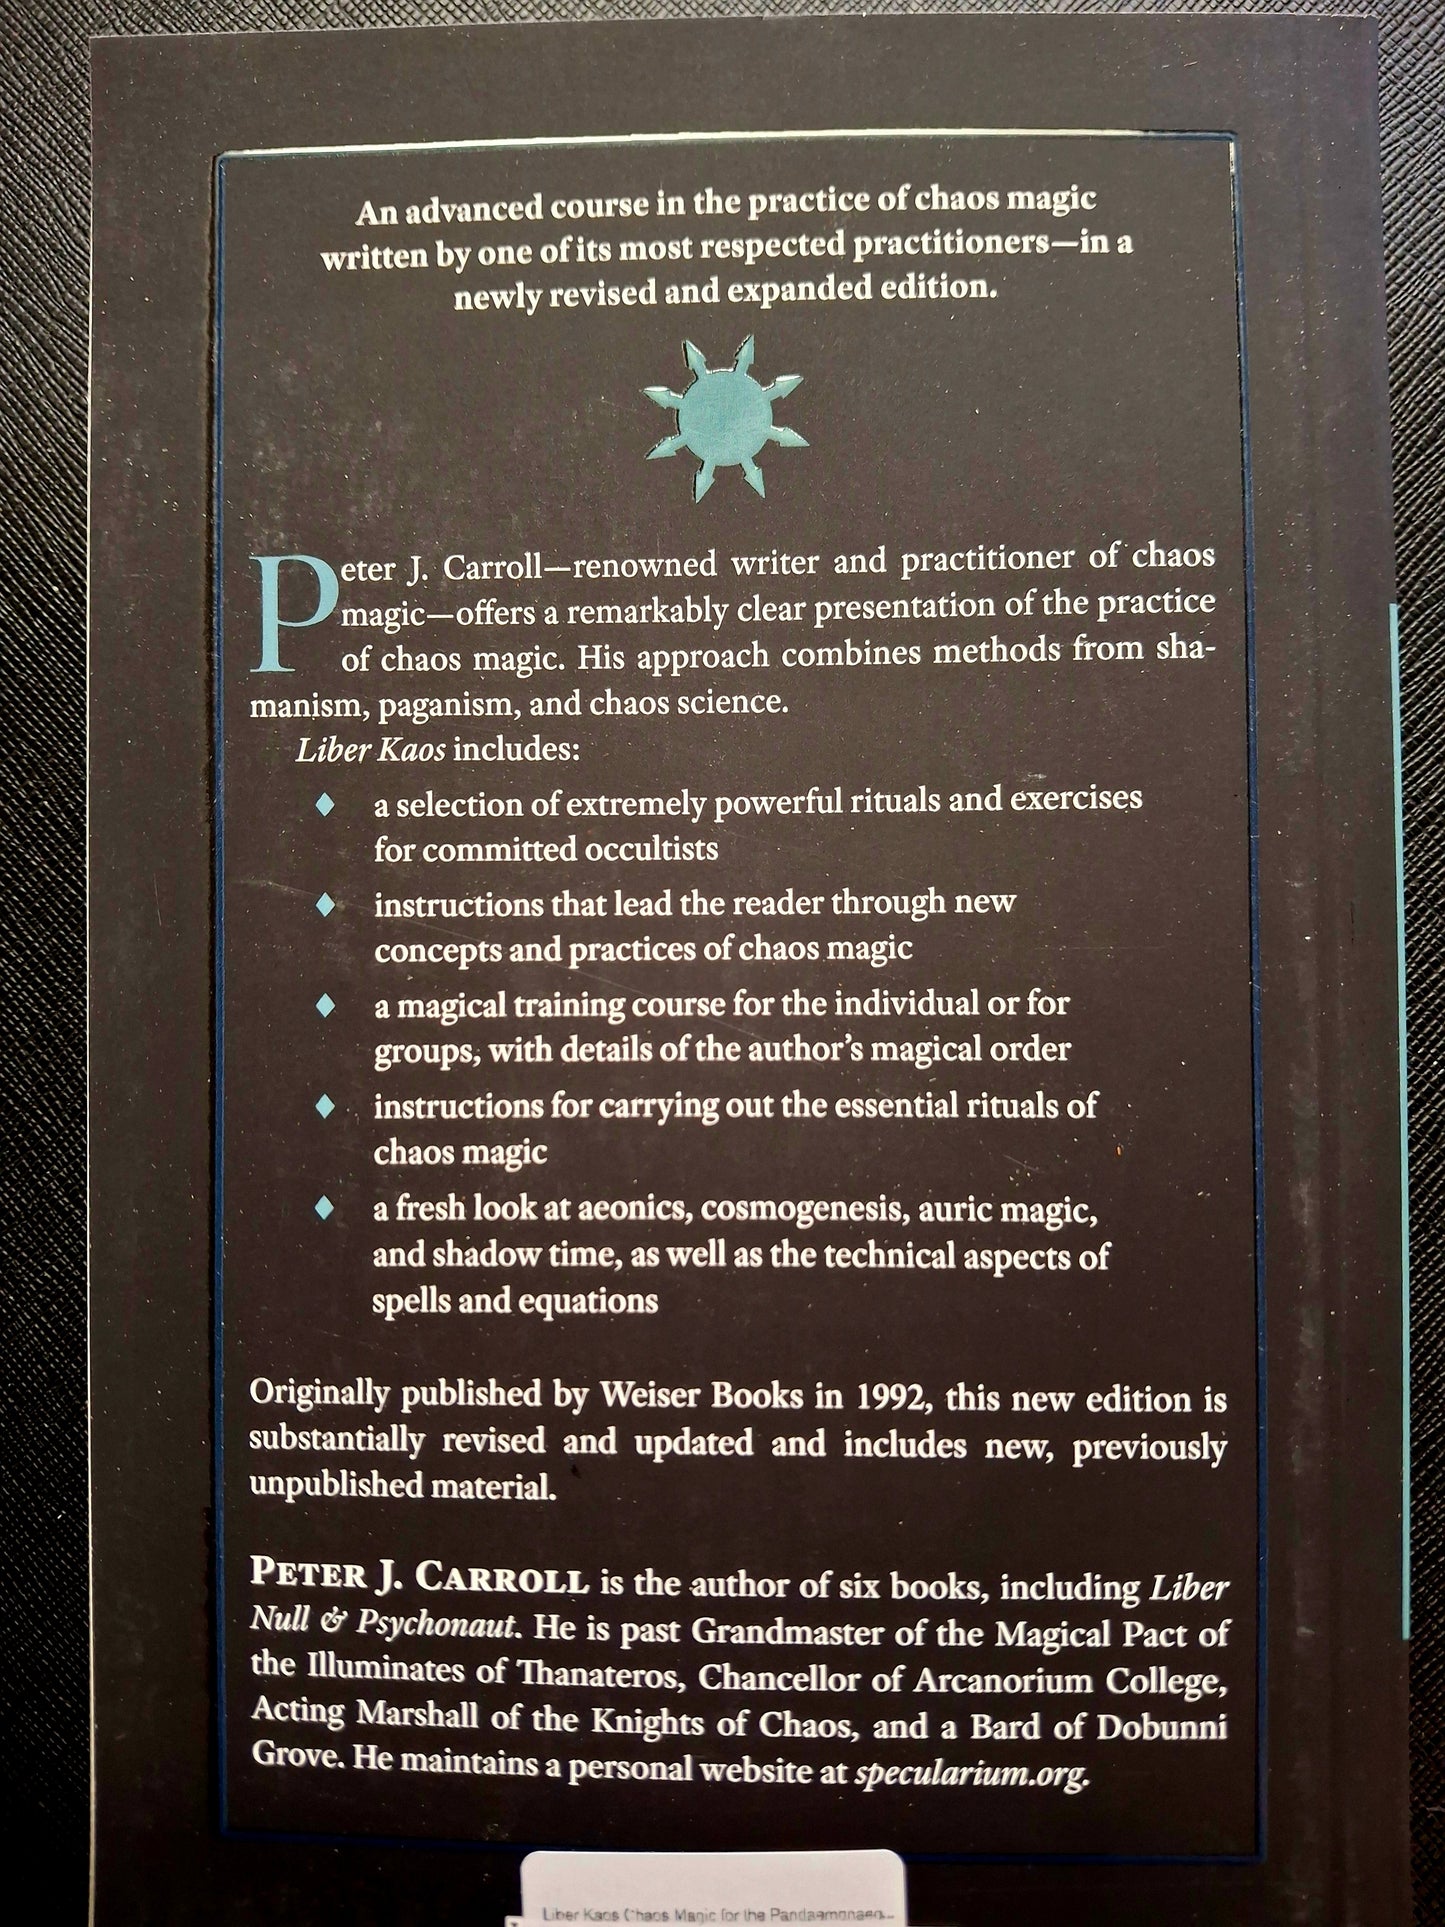 An advanced course in the practice of chaos magic
written by one of its most respected practitioners—in a
newly revised and expanded edition.
Peter J. Carroll—renowned writer and practitioner of chaos
magic—offers a remarkably clear presentation of the practice
of chaos magic. His approach combines methods from sha-
manism, paganism, and chaos science.
Liber Kaos includes:
♦ a selection of extremely powerful rituals and exercises
for committed occultists
♦ instructions that lead the reader through new
concepts and practices of chaos magic
♦ a magical training course for the individual or for
groups, with details of the author's magical order
♦ instructions for carrying out the essential rituals of
chaos magic
♦ a fresh look at aeonics, cosmogenesis, auric magic,
and shadow time, as well as the technical aspects of
spells and equations
Originally published by Weiser Books in 1992, this new edition is
substantially revised and updated and includes new, previously
unpublished material.
PETER J. CARROLL is the author of six books, including Liber
Null & Psychonaut. He is past Grandmaster of the Magical Pact of
the Illuminates of Thanateros, Chancellor of Arcanorium College,
Acting Marshall of the Knights of Chaos, and a Bard of Dobunni
Grove. He maintains a personal website at specularium.org.
Liber Kaos Chaos Magic for the